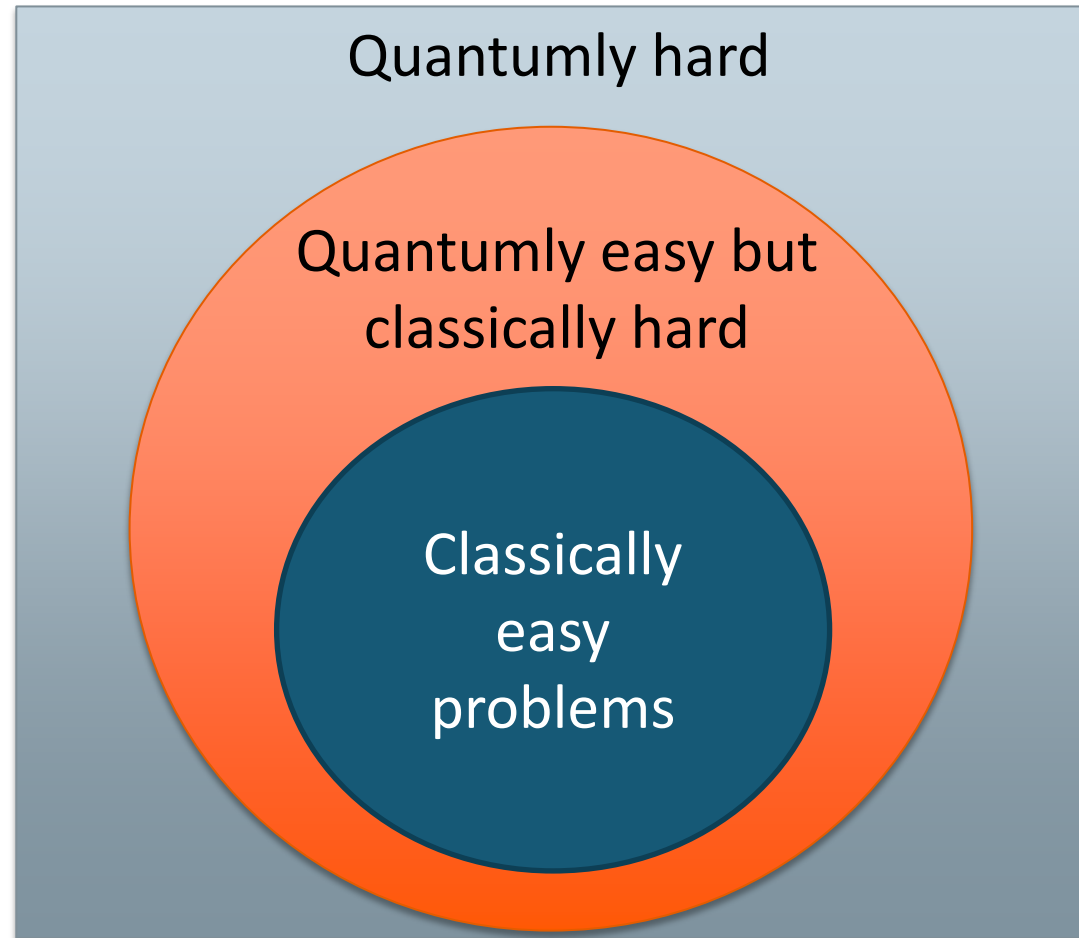 Quantumly hard
Quantumly easy but
classically hard
Classically
easy
problems